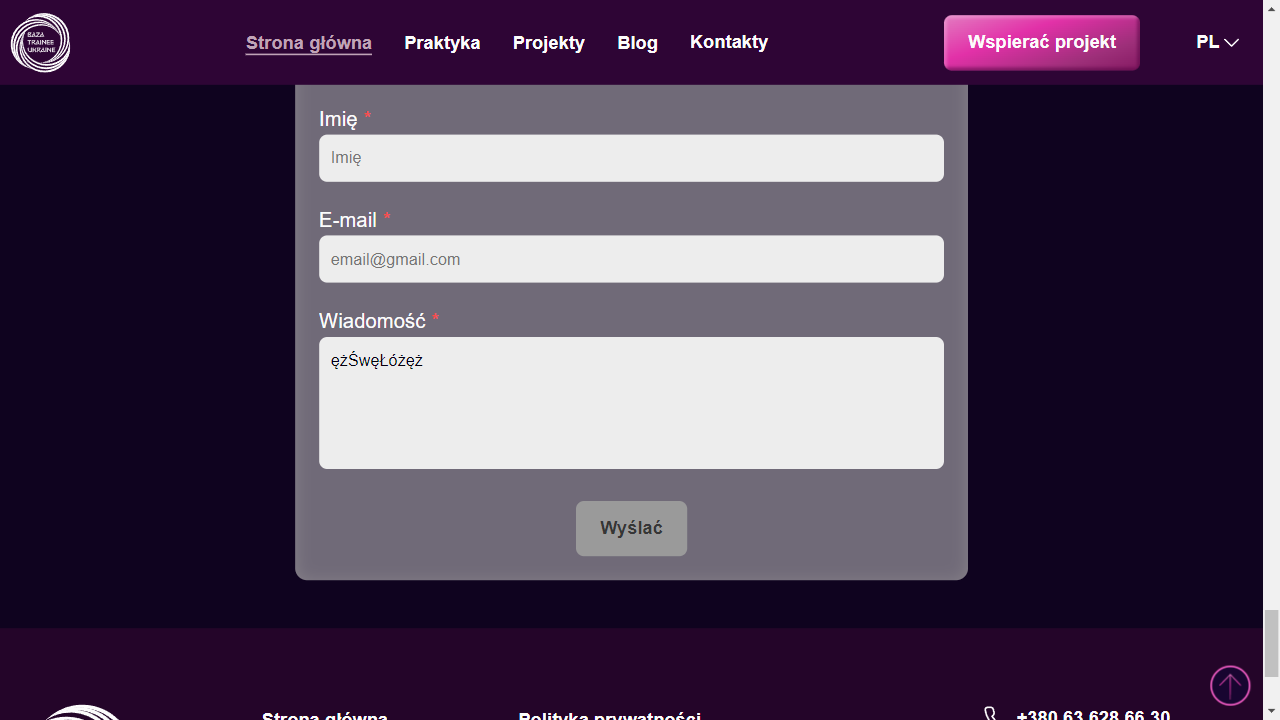 BAZA
TRAINEE
UKRAINE
Strona główna Praktyka Projekty Blog Kontakty Wspierać projekt PL
Imię *
Imię
E-mail *
email@gmail.com
Wiadomość *
ężŚwęŁóżęż
Wyślać
Strona główna Polityka prywatności +380 63 628 66 30